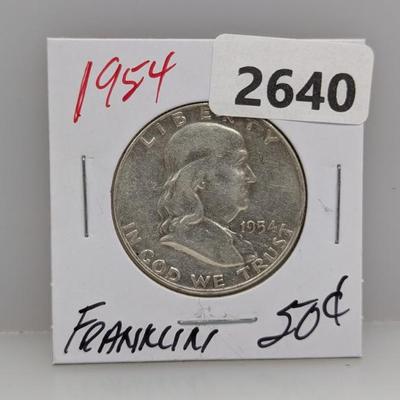 1954
2640
LIBERTY
1954
IN GOD WE TRUST
FRANKLIN 50¢